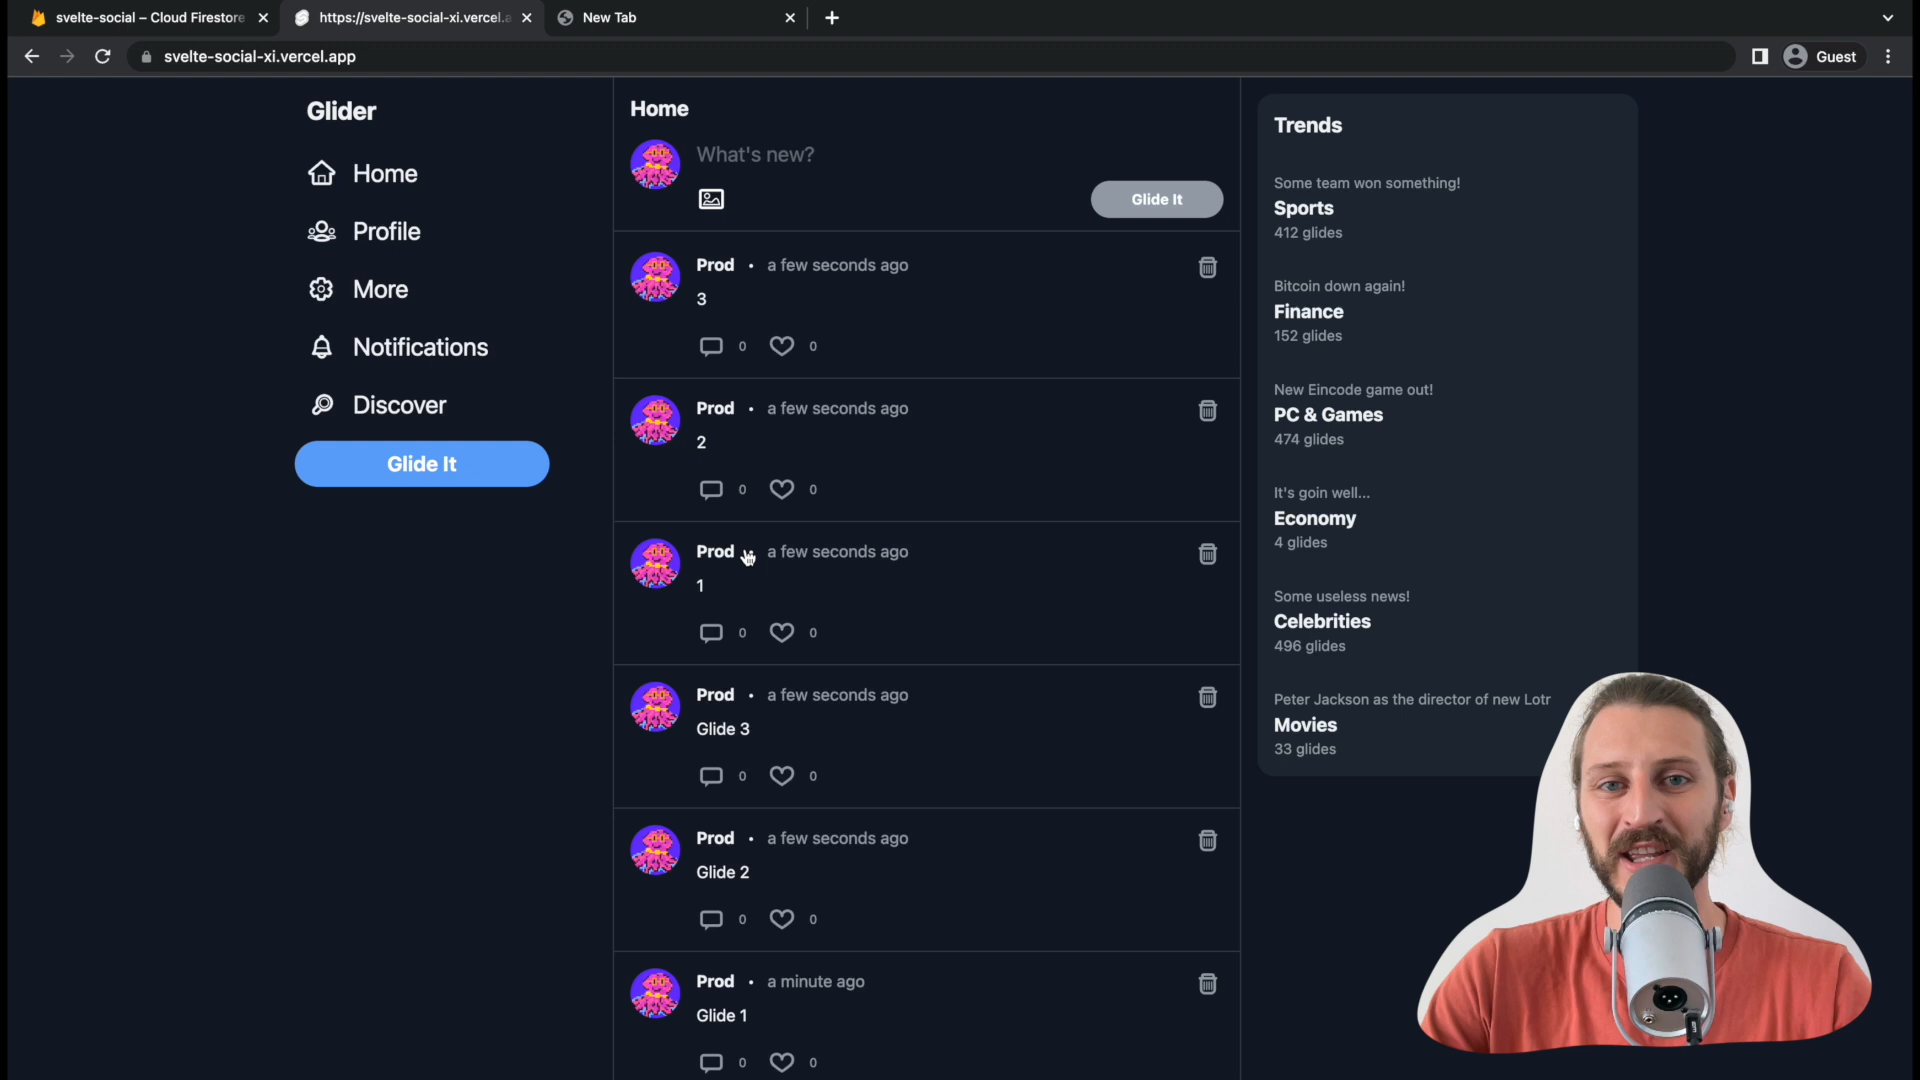 svelte-social – Cloud Firestore
https://svelte-social-xi.vercel.a
New Tab
svelte-social-xi.vercel.app
Guest
Glider
Home
Profile
More
Notifications
Discover
Glide It
Home
What's new?
Glide It
Prod • a few seconds ago
3
0 0
Prod • a few seconds ago
2
0 0
Prod • a few seconds ago
1
0 0
Prod • a few seconds ago
Glide 3
0 0
Prod • a few seconds ago
Glide 2
0 0
Prod • a minute ago
Glide 1
0 0
Trends
Some team won something!
Sports
412 glides
Bitcoin down again!
Finance
152 glides
New Eincode game out!
PC & Games
474 glides
It's goin well...
Economy
4 glides
Some useless news!
Celebrities
496 glides
Peter Jackson as the director of new Lotr
Movies
33 glides